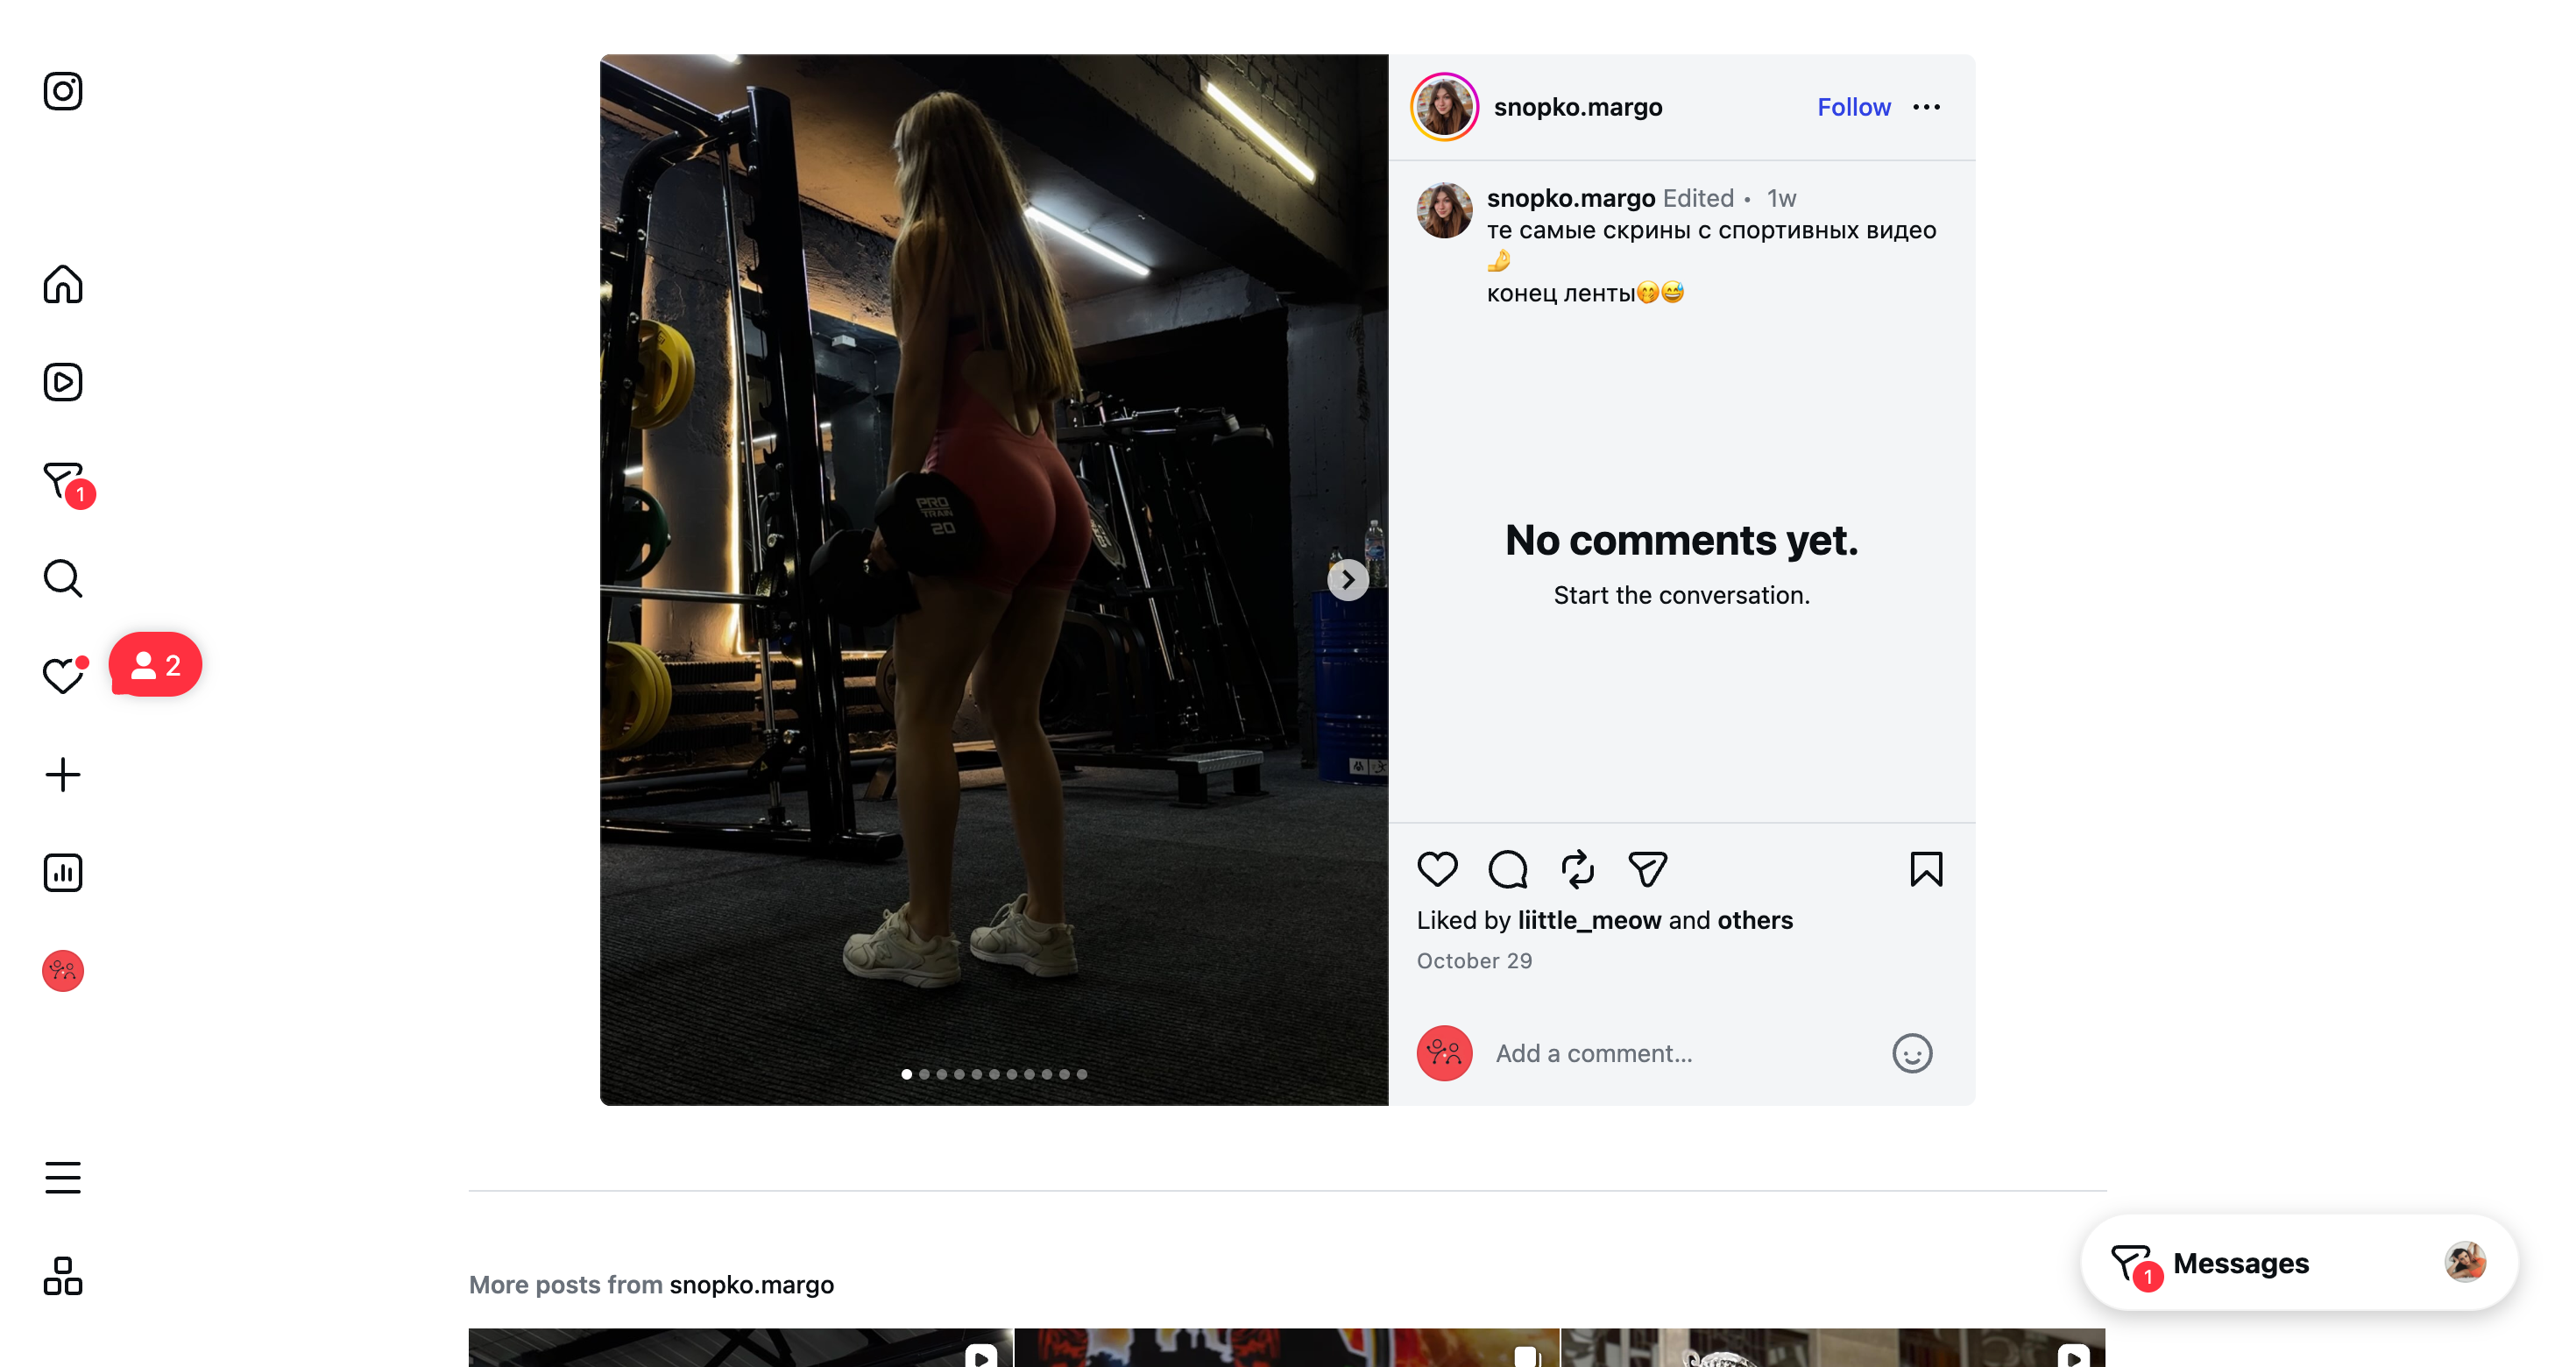 snopko.margo
Follow
snopko.margo Edited • 1w
те самые скрины с спортивных видео
🤌
конец ленты🤭😅
PRO
TRAIN
20
No comments yet.
Start the conversation.
1
2
Liked by liittle_meow and others
October 29
Add a comment...
More posts from snopko.margo
1
Messages